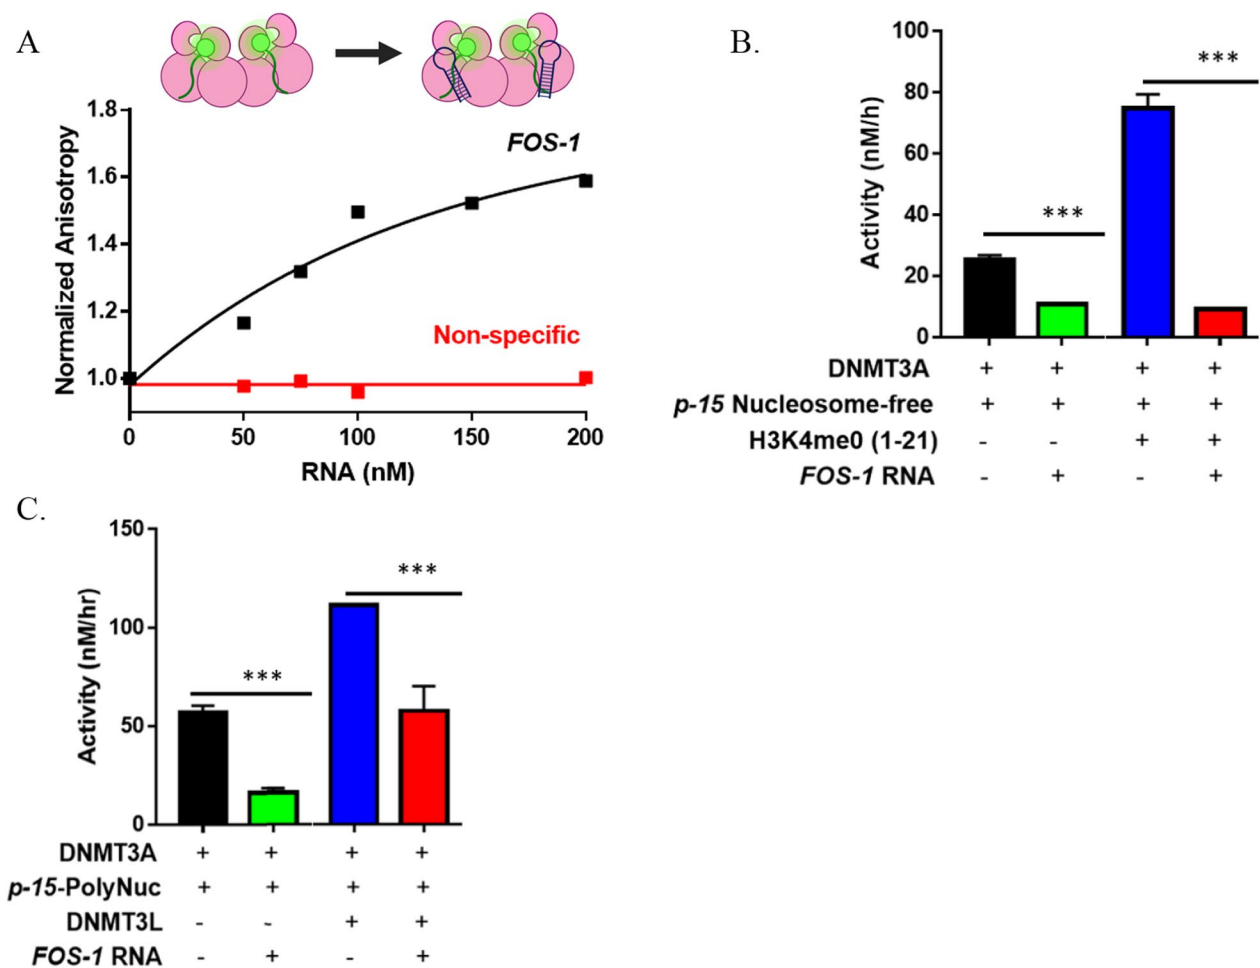 A
B.
1.8
1.6
1.4
1.2
1.0
Normalized Anisotropy
FOS-1
Non-specific
0 50 100 150 200
RNA (nM)
100
80
60
40
20
0
Activity (nM/h)
***
***
DNMT3A + + + +
p-15 Nucleosome-free + + + +
H3K4me0 (1-21) - - + +
FOS-1 RNA - + - +
C.
150
100
50
0
Activity (nM/hr)
***
***
DNMT3A + + + +
p-15-PolyNuc + + + +
DNMT3L - - + +
FOS-1 RNA - + - +